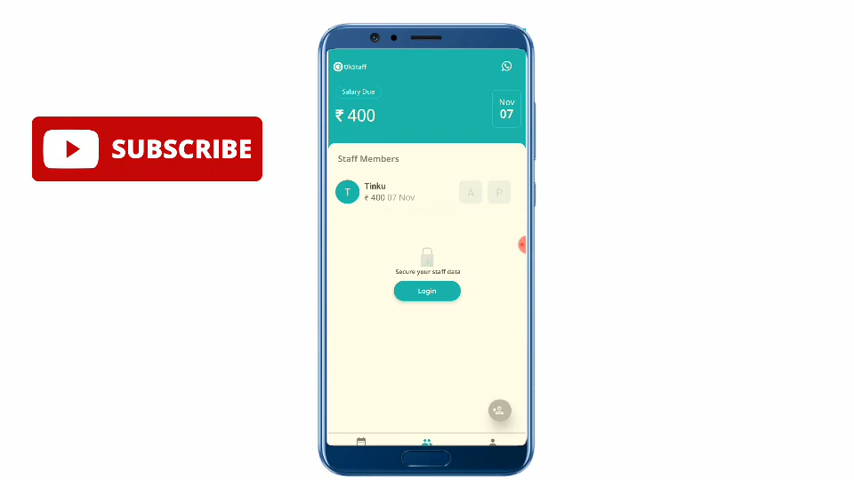 SUBSCRIBE
OkStaff
Salary Due
₹ 400
Nov
07
Staff Members
T
Tinku
₹ 400 07 Nov
A
P
Secure your staff data
Login